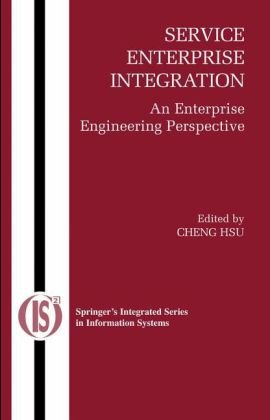 SERVICE
ENTERPRISE
INTEGRATION
An Enterprise
Engineering Perspective
Edited by
CHENG HSU
IS 2
Springer's Integrated Series
in Information Systems